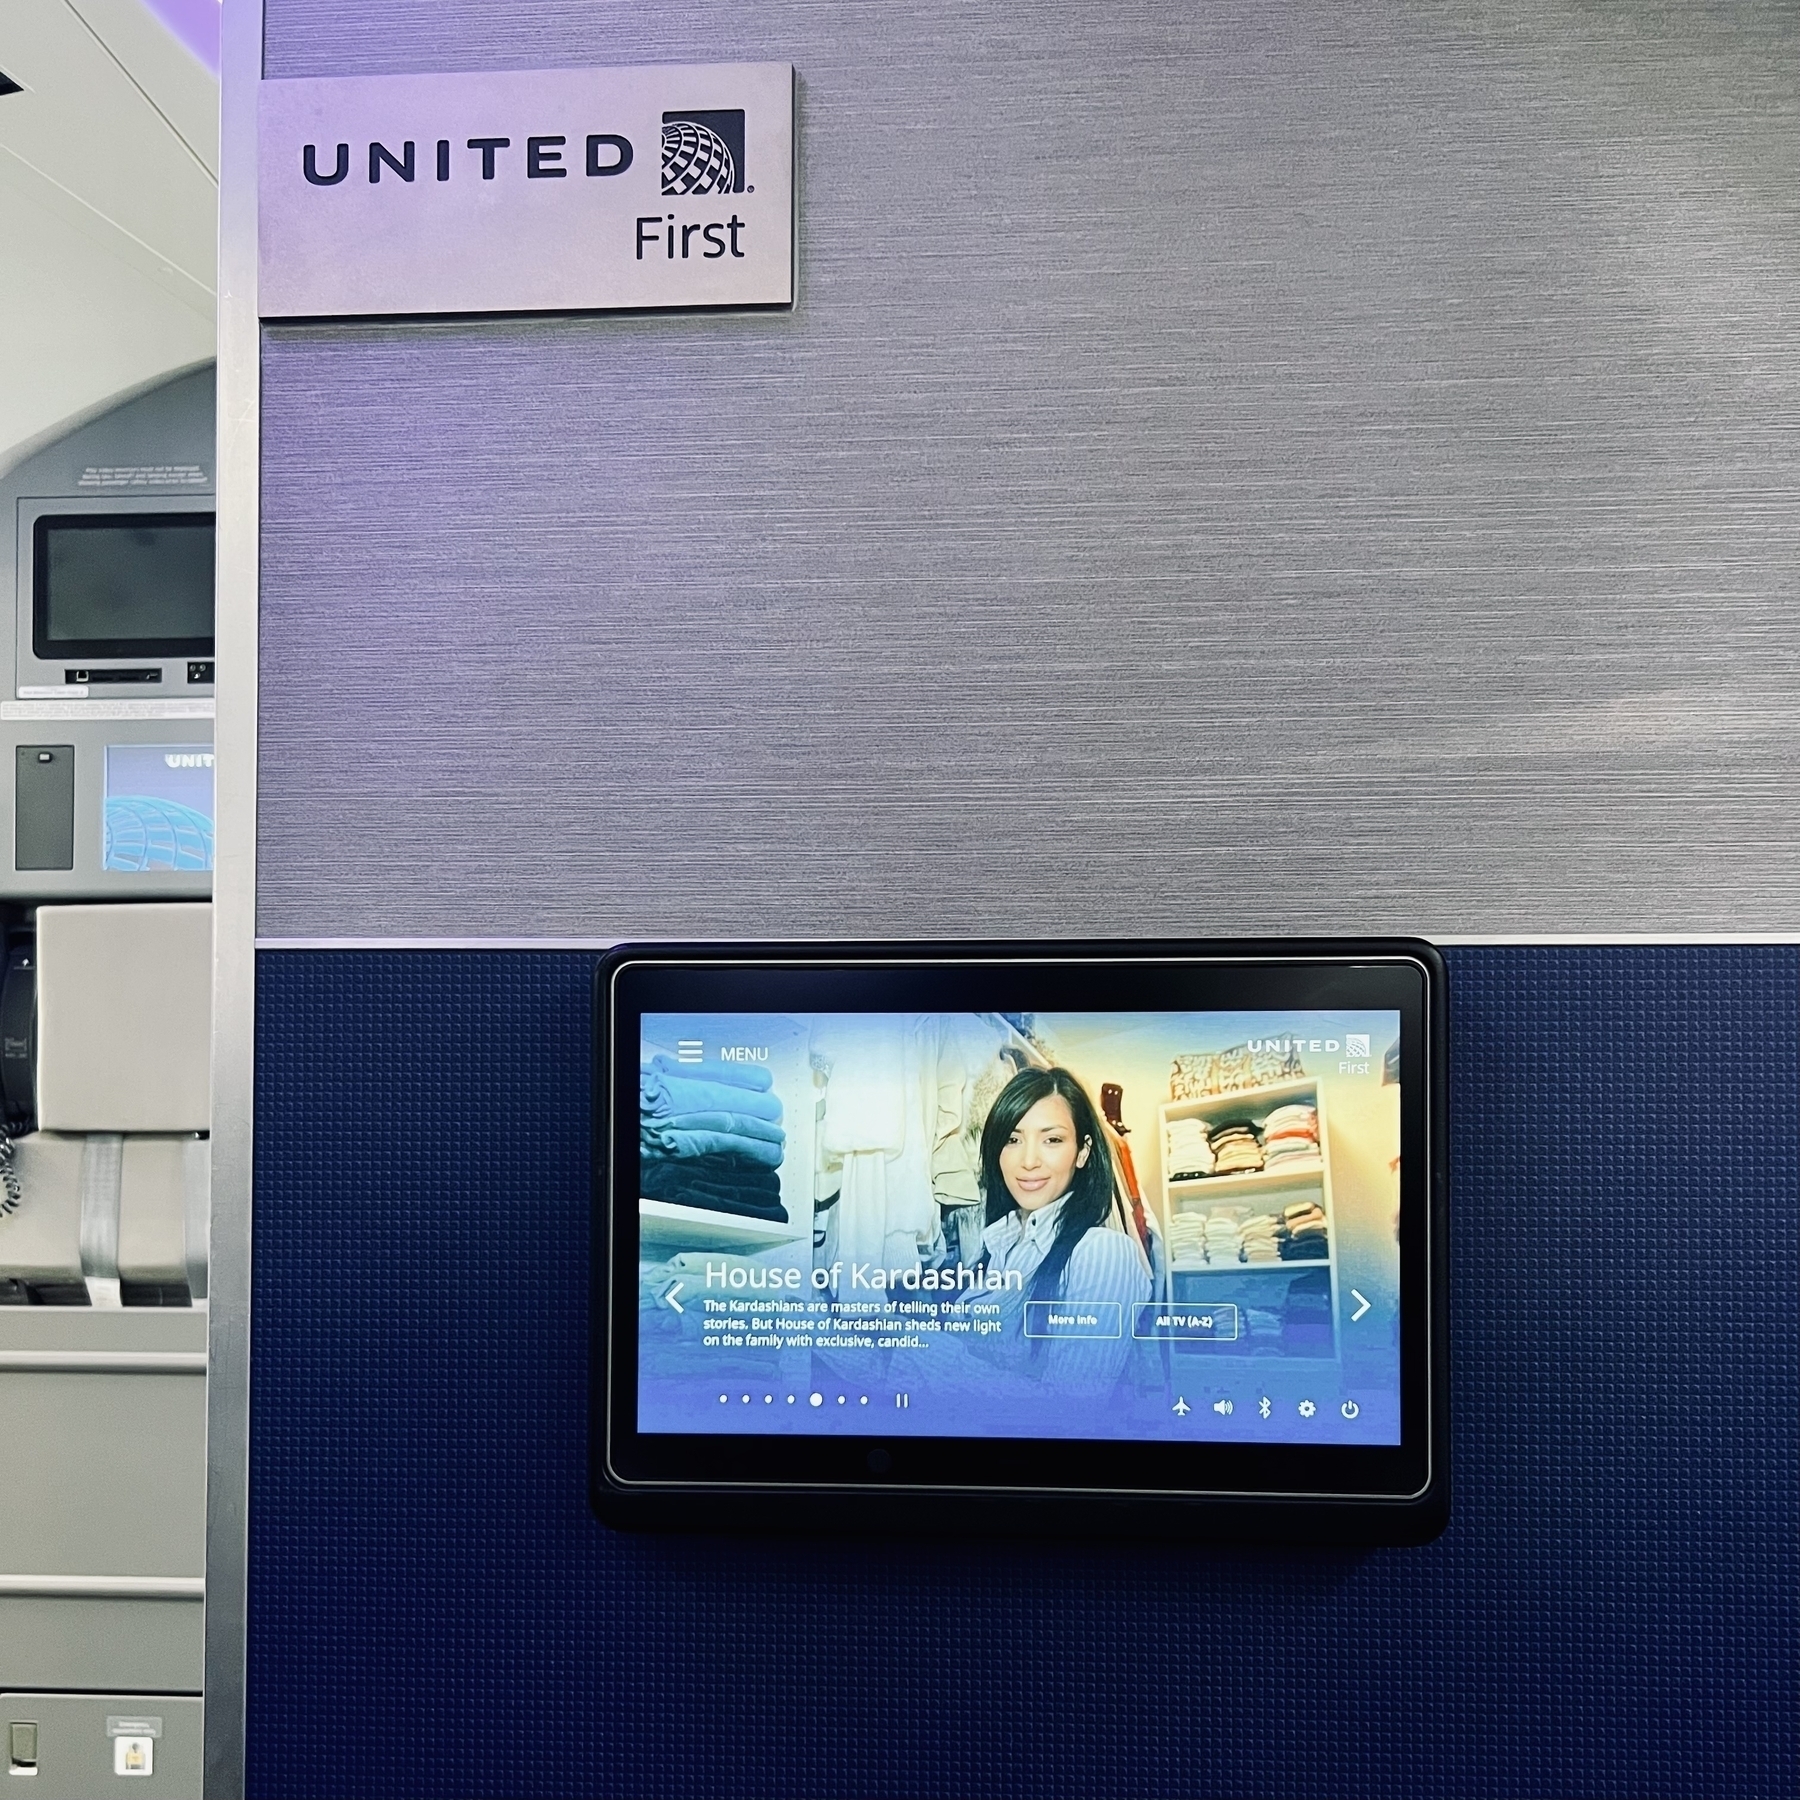 UNITED
First
UNIT
MENU
UNITED
First
House of Kardashian
The Kardashians are masters of telling their own
stories. But House of Kardashian sheds new light
on the family with exclusive, candid...
More Info
All TV (A-Z)